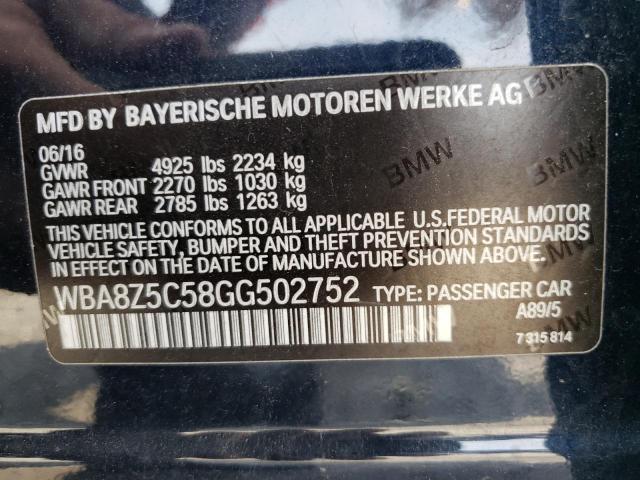 MFD BY BAYERISCHE MOTOREN WERKE AG
06/16
GVWR 4925 lbs 2234 kg
GAWR FRONT 2270 lbs 1030 kg
GAWR REAR 2785 lbs 1263 kg
THIS VEHICLE CONFORMS TO ALL APPLICABLE U.S.FEDERAL MOTOR
VEHICLE SAFETY, BUMPER AND THEFT PREVENTION STANDARDS
IN EFFECT ON THE DATE OF MANUFACTURE SHOWN ABOVE.
WBA8Z5C58GG502752 TYPE: PASSENGER CAR
A89/5
7 315 814
BMW
BMW